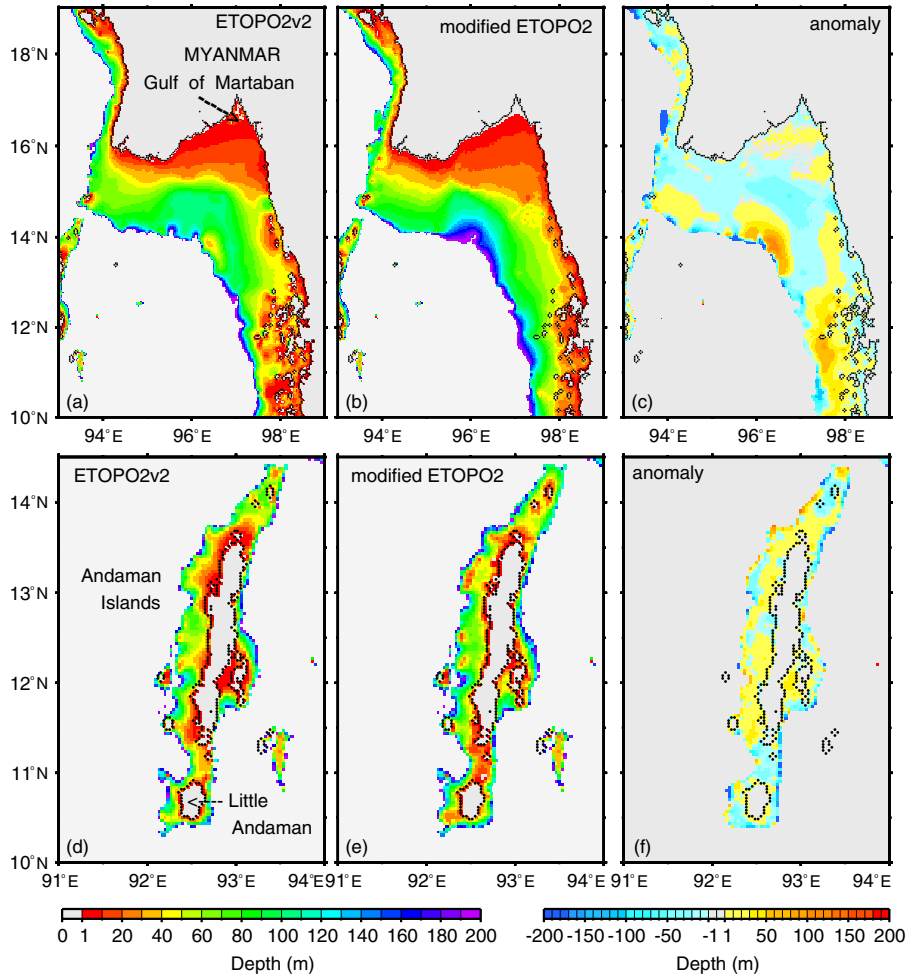 ETOPO2v2
modified ETOPO2
anomaly
MYANMAR
Gulf of Martaban
18°N
16°N
14°N
12°N
10°N
(a)
(b)
(c)
94°E 96°E 98°E
94°E 96°E 98°E
94°E 96°E 98°E
ETOPO2v2
modified ETOPO2
anomaly
14°N
13°N
12°N
11°N
10°N
Andaman
Islands
Little
Andaman
(d)
(e)
(f)
91°E 92°E 93°E 94°E
91°E 92°E 93°E 94°E
91°E 92°E 93°E 94°E
0 1 20 40 60 80 100 120 140 160 180 200
Depth (m)
-200 -150 -100 -50 -1 1 50 100 150 200
Depth (m)